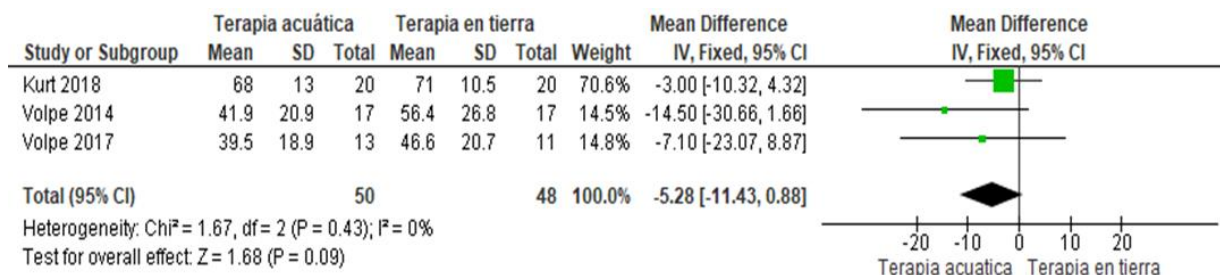 Terapia acuática Terapia en tierra Mean Difference Mean Difference
Study or Subgroup Mean SD Total Mean SD Total Weight IV, Fixed, 95% CI IV, Fixed, 95% CI
Kurt 2018 68 13 20 71 10.5 20 70.6% -3.00 [-10.32, 4.32]
Volpe 2014 41.9 20.9 17 56.4 26.8 17 14.5% -14.50 [-30.66, 1.66]
Volpe 2017 39.5 18.9 13 46.6 20.7 11 14.8% -7.10 [-23.07, 8.87]
Total (95% CI) 50 48 100.0% -5.28 [-11.43, 0.88]
Heterogeneity: Chi² = 1.67, df = 2 (P = 0.43); I² = 0%
Test for overall effect: Z = 1.68 (P = 0.09)
-20 -10 0 10 20
Terapia acuatica Terapia en tierra